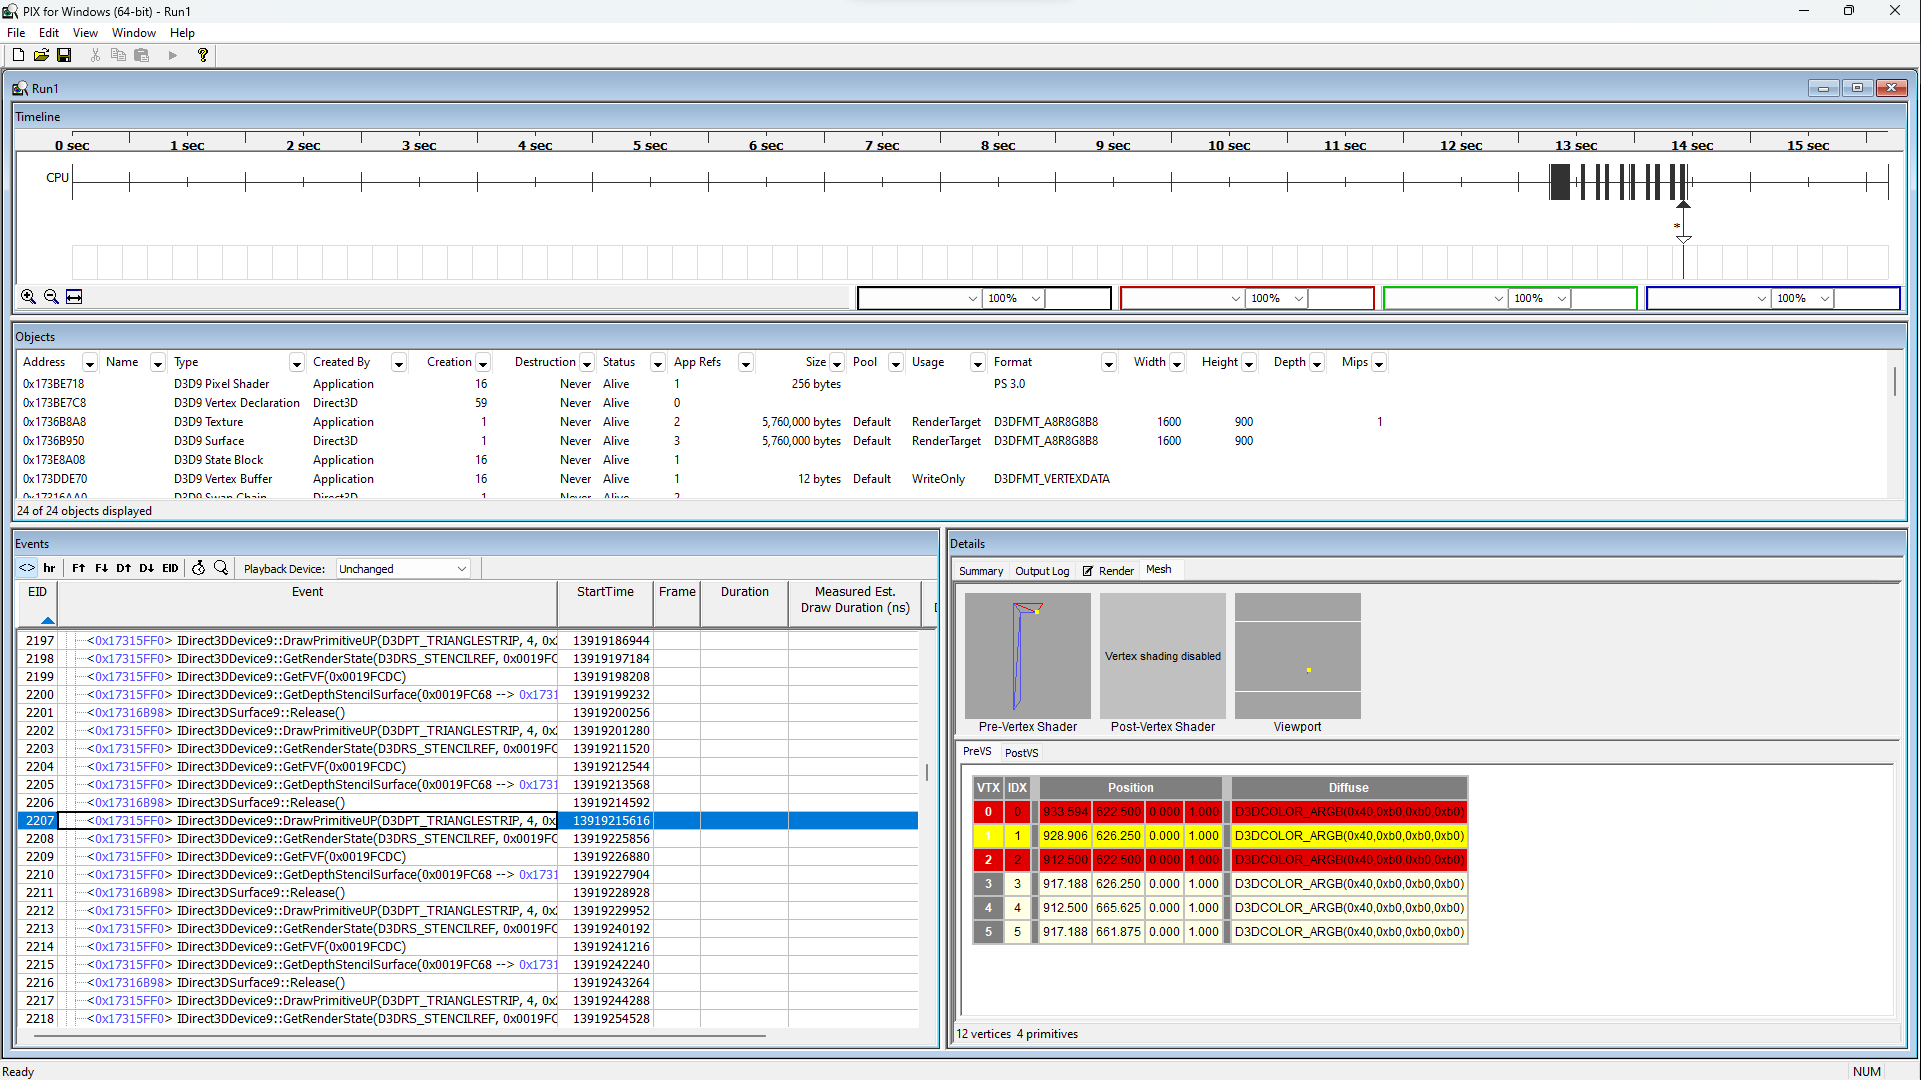 PIX for Windows (64-bit) - Run1
File Edit View Window Help
Run1
Timeline
0 sec 1 sec 2 sec 3 sec 4 sec 5 sec 6 sec 7 sec 8 sec 9 sec 10 sec 11 sec 12 sec 13 sec 14 sec 15 sec
CPU
*
100% 100% 100% 100%
Objects
Address Name Type Created By Creation Destruction Status App Refs Size Pool Usage Format Width Height Depth Mips
0x173BE718 D3D9 Pixel Shader Application 16 Never Alive 1 256 bytes PS 3.0
0x173BE7C8 D3D9 Vertex Declaration Direct3D 59 Never Alive 0
0x1736B8A8 D3D9 Texture Application 1 Never Alive 2 5,760,000 bytes Default RenderTarget D3DFMT_A8R8G8B8 1600 900 1
0x1736B950 D3D9 Surface Direct3D 1 Never Alive 3 5,760,000 bytes Default RenderTarget D3DFMT_A8R8G8B8 1600 900
0x173E8A08 D3D9 State Block Application 16 Never Alive 1
0x173DDE70 D3D9 Vertex Buffer Application 16 Never Alive 1 12 bytes Default WriteOnly D3DFMT_VERTEXDATA
0x17316AA0 D3D9 Swap Chain Direct3D 1 Never Alive 2
24 of 24 objects displayed
Events
<> hr F↑ F↓ D↑ D↓ EID Playback Device: Unchanged
EID Event StartTime Frame Duration Measured Est. Draw Duration (ns)
2197 <0x17315FF0> IDirect3DDevice9::DrawPrimitiveUP(D3DPT_TRIANGLESTRIP, 4, 0x 13919186944
2198 <0x17315FF0> IDirect3DDevice9::GetRenderState(D3DRS_STENCILREF, 0x0019FC 13919197184
2199 <0x17315FF0> IDirect3DDevice9::GetFVF(0x0019FCDC) 13919198208
2200 <0x17315FF0> IDirect3DDevice9::GetDepthStencilSurface(0x0019FC68 --> 0x1731 13919199232
2201 <0x17316B98> IDirect3DSurface9::Release() 13919200256
2202 <0x17315FF0> IDirect3DDevice9::DrawPrimitiveUP(D3DPT_TRIANGLESTRIP, 4, 0x 13919201280
2203 <0x17315FF0> IDirect3DDevice9::GetRenderState(D3DRS_STENCILREF, 0x0019FC 13919211520
2204 <0x17315FF0> IDirect3DDevice9::GetFVF(0x0019FCDC) 13919212544
2205 <0x17315FF0> IDirect3DDevice9::GetDepthStencilSurface(0x0019FC68 --> 0x1731 13919213568
2206 <0x17316B98> IDirect3DSurface9::Release() 13919214592
2207 <0x17315FF0> IDirect3DDevice9::DrawPrimitiveUP(D3DPT_TRIANGLESTRIP, 4, 0x 13919215616
2208 <0x17315FF0> IDirect3DDevice9::GetRenderState(D3DRS_STENCILREF, 0x0019FC 13919225856
2209 <0x17315FF0> IDirect3DDevice9::GetFVF(0x0019FCDC) 13919226880
2210 <0x17315FF0> IDirect3DDevice9::GetDepthStencilSurface(0x0019FC68 --> 0x1731 13919227904
2211 <0x17316B98> IDirect3DSurface9::Release() 13919228928
2212 <0x17315FF0> IDirect3DDevice9::DrawPrimitiveUP(D3DPT_TRIANGLESTRIP, 4, 0x 13919229952
2213 <0x17315FF0> IDirect3DDevice9::GetRenderState(D3DRS_STENCILREF, 0x0019FC 13919240192
2214 <0x17315FF0> IDirect3DDevice9::GetFVF(0x0019FCDC) 13919241216
2215 <0x17315FF0> IDirect3DDevice9::GetDepthStencilSurface(0x0019FC68 --> 0x1731 13919242240
2216 <0x17316B98> IDirect3DSurface9::Release() 13919243264
2217 <0x17315FF0> IDirect3DDevice9::DrawPrimitiveUP(D3DPT_TRIANGLESTRIP, 4, 0x 13919244288
2218 <0x17315FF0> IDirect3DDevice9::GetRenderState(D3DRS_STENCILREF, 0x0019FC 13919254528
Details
Summary Output Log Render Mesh
Vertex shading disabled
Pre-Vertex Shader Post-Vertex Shader Viewport
PreVS PostVS
VTX IDX Position Diffuse
0 0 933.594 622.500 0.000 1.000 D3DCOLOR_ARGB(0x40,0xb0,0xb0,0xb0)
1 1 928.906 626.250 0.000 1.000 D3DCOLOR_ARGB(0x40,0xb0,0xb0,0xb0)
2 2 912.500 622.500 0.000 1.000 D3DCOLOR_ARGB(0x40,0xb0,0xb0,0xb0)
3 3 917.188 626.250 0.000 1.000 D3DCOLOR_ARGB(0x40,0xb0,0xb0,0xb0)
4 4 912.500 665.625 0.000 1.000 D3DCOLOR_ARGB(0x40,0xb0,0xb0,0xb0)
5 5 917.188 661.875 0.000 1.000 D3DCOLOR_ARGB(0x40,0xb0,0xb0,0xb0)
12 vertices 4 primitives
Ready NUM